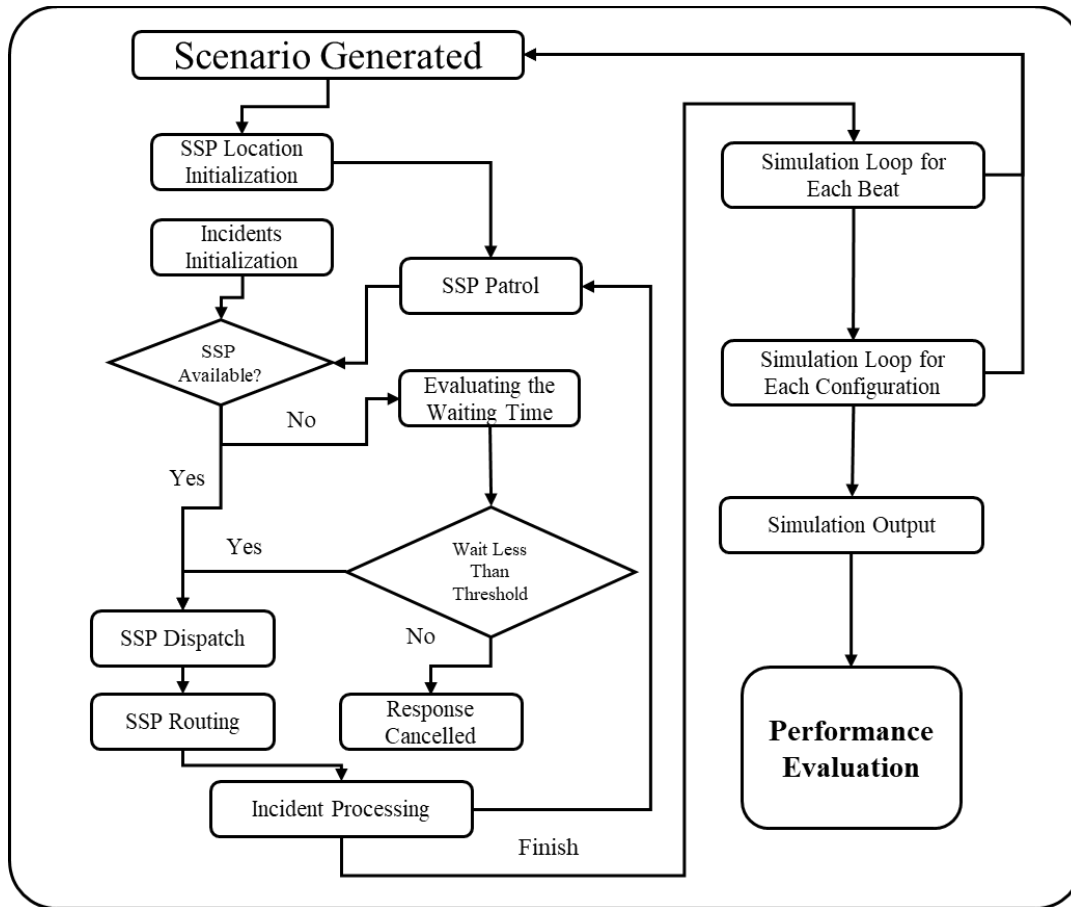 Scenario Generated
SSP Location
Initialization
Incidents
Initialization
SSP Patrol
SSP
Available?
Evaluating the
Waiting Time
No
Yes
Yes
Wait Less
Than
Threshold
No
SSP Dispatch
SSP Routing
Response
Cancelled
Incident Processing
Finish
Simulation Loop for
Each Beat
Simulation Loop for
Each Configuration
Simulation Output
Performance
Evaluation